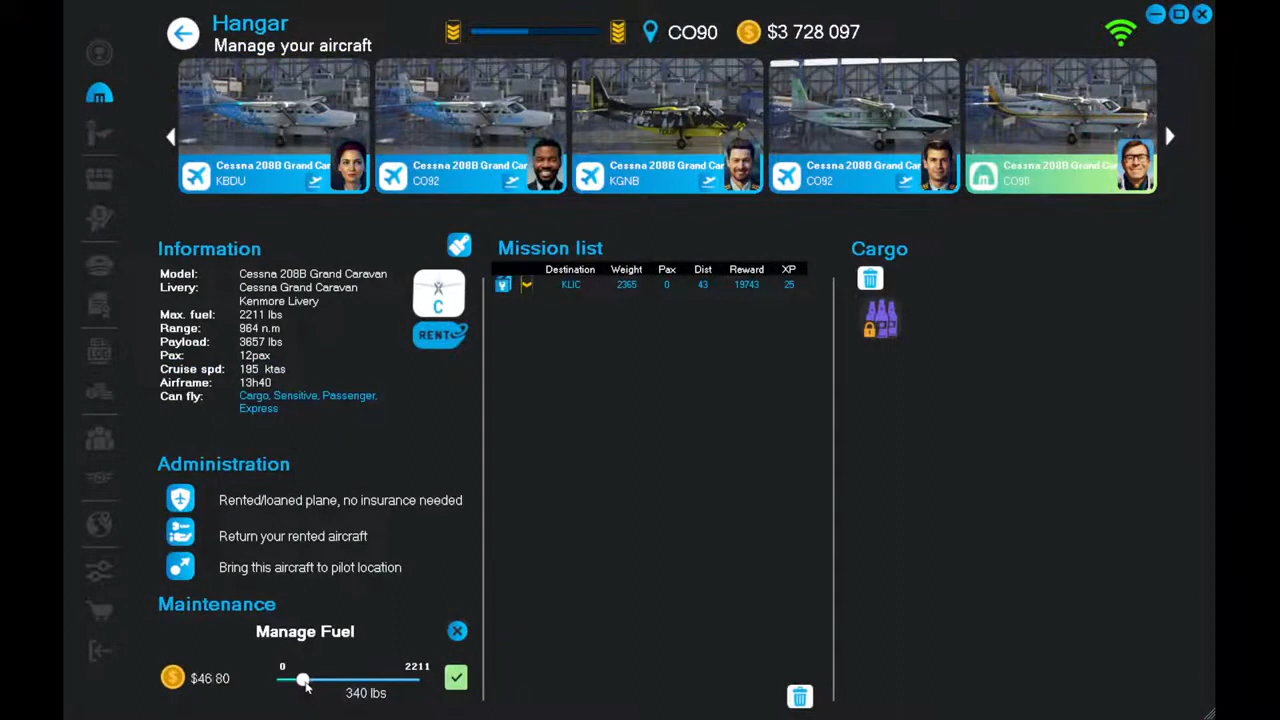 Hangar
Manage your aircraft
CO90
$3 728 097
Cessna 208B Grand Car
KBDU
Cessna 208B Grand Car
CO92
Cessna 208B Grand Car
KGNB
Cessna 208B Grand Car
CO92
Cessna 208B Grand Car
CO90
Information
Model: Cessna 208B Grand Caravan
Livery: Cessna Grand Caravan
Kenmore Livery
Max. fuel: 2211 lbs
Range: 964 n.m
Payload: 3657 lbs
Pax: 12pax
Cruise spd: 195 ktas
Airframe: 13h40
Can fly: Cargo, Sensitive, Passenger,
Express
C
RENT
Administration
Rented/loaned plane, no insurance needed
Return your rented aircraft
Bring this aircraft to pilot location
Maintenance
Manage Fuel
0 2211
$46.80
340 lbs
Mission list
Destination Weight Pax Dist Reward XP
KLIC 2365 0 43 19743 25
Cargo